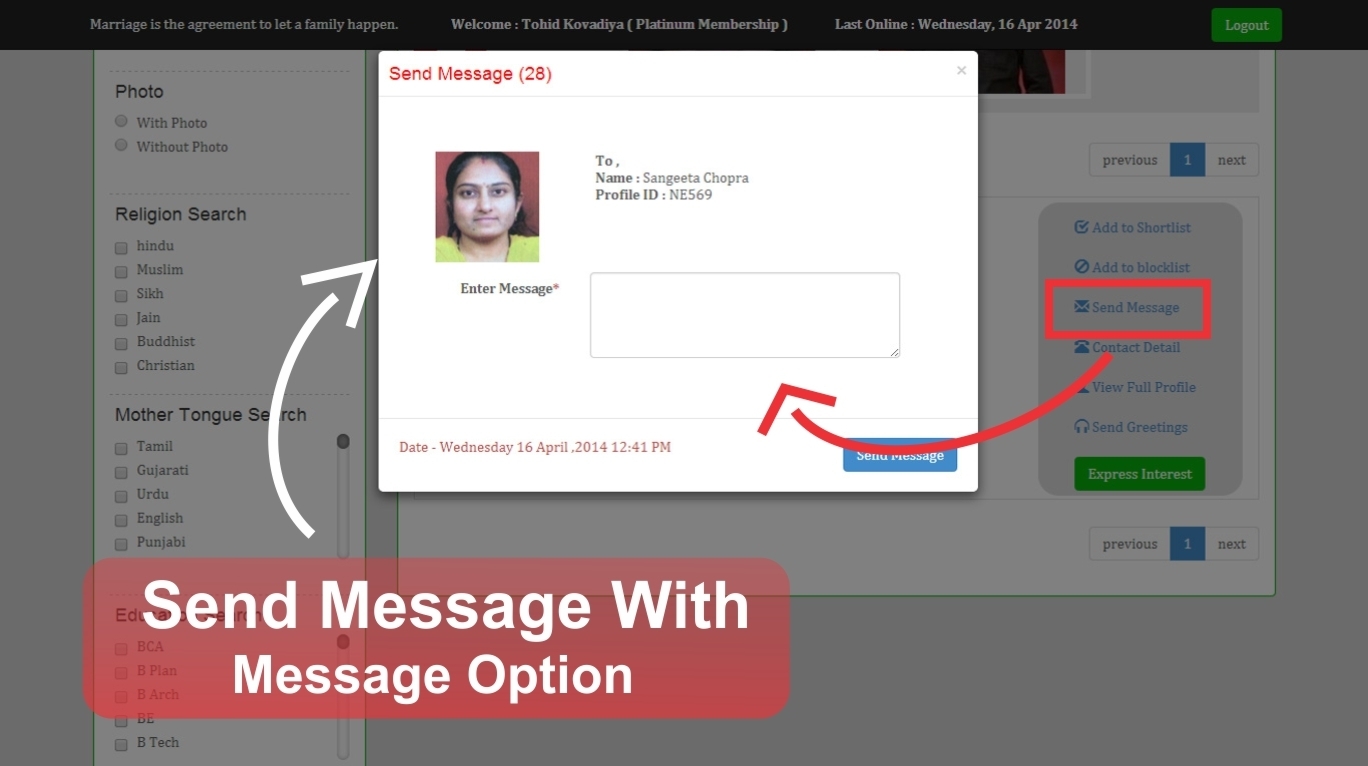 Marriage is the agreement to let a family happen.
Welcome : Tohid Kovadiya ( Platinum Membership )
Last Online : Wednesday, 16 Apr 2014
Logout
Photo
With Photo
Without Photo
Religion Search
hindu
Muslim
Sikh
Jain
Buddhist
Christian
Mother Tongue Search
Tamil
Gujarati
Urdu
English
Punjabi
Education Search
BCA
B Plan
B Arch
BE
B Tech
Send Message (28)
×
To ,
Name : Sangeeta Chopra
Profile ID : NE569
Enter Message*
Date - Wednesday 16 April ,2014 12:41 PM
Send Message
previous 1 next
Add to Shortlist
Add to blocklist
Send Message
Contact Detail
View Full Profile
Send Greetings
Express Interest
previous 1 next
Send Message With
Message Option